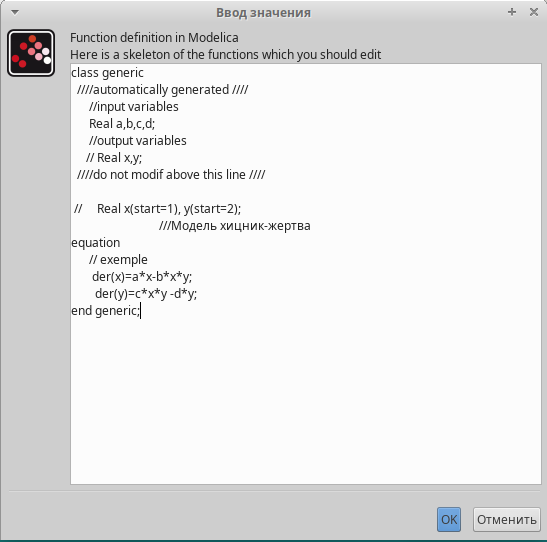 Ввод значения
Function definition in Modelica
Here is a skeleton of the functions which you should edit
class generic
////automatically generated ////
//input variables
Real a,b,c,d;
//output variables
// Real x,y;
////do not modif above this line ////
// Real x(start=1), y(start=2);
///Модель хицник-жертва
equation
// exemple
der(x)=a*x-b*x*y;
der(y)=c*x*y -d*y;
end generic;
OK
Отменить